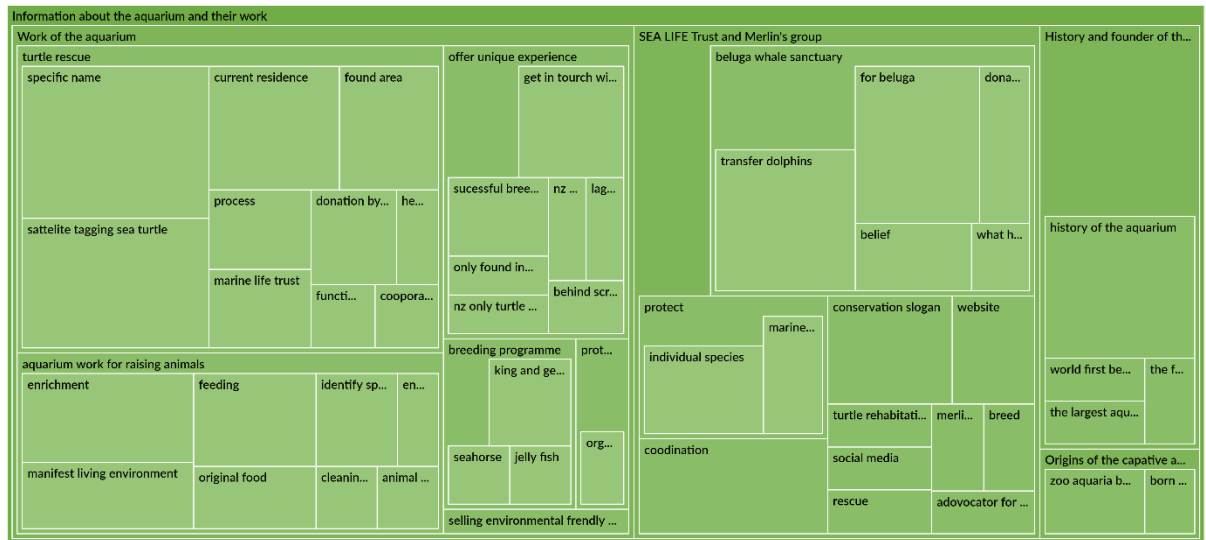 Information about the aquarium and their work
Work of the aquarium
turtle rescue
specific name
current residence
found area
sattelite tagging sea turtle
process
donation by...
he...
marine life trust
functi...
coopora...
offer unique experience
get in tourch wi...
sucessful bree...
nz ...
lag...
only found in...
nz only turtle ...
behind scr...
aquarium work for raising animals
enrichment
feeding
identify sp...
en...
manifest living environment
original food
cleanin...
animal ...
breeding programme
king and ge...
seahorse
jelly fish
prot...
org...
selling environmental frendly ...
SEA LIFE Trust and Merlin's group
beluga whale sanctuary
for beluga
dona...
transfer dolphins
belief
what h...
protect
marine...
individual species
conservation slogan
website
coodination
turtle rehabilitati...
merli...
breed
social media
rescue
adovocator for ...
History and founder of th...
history of the aquarium
world first be...
the f...
the largest aqu...
Origins of the capative a...
zoo aquaria b...
born ...